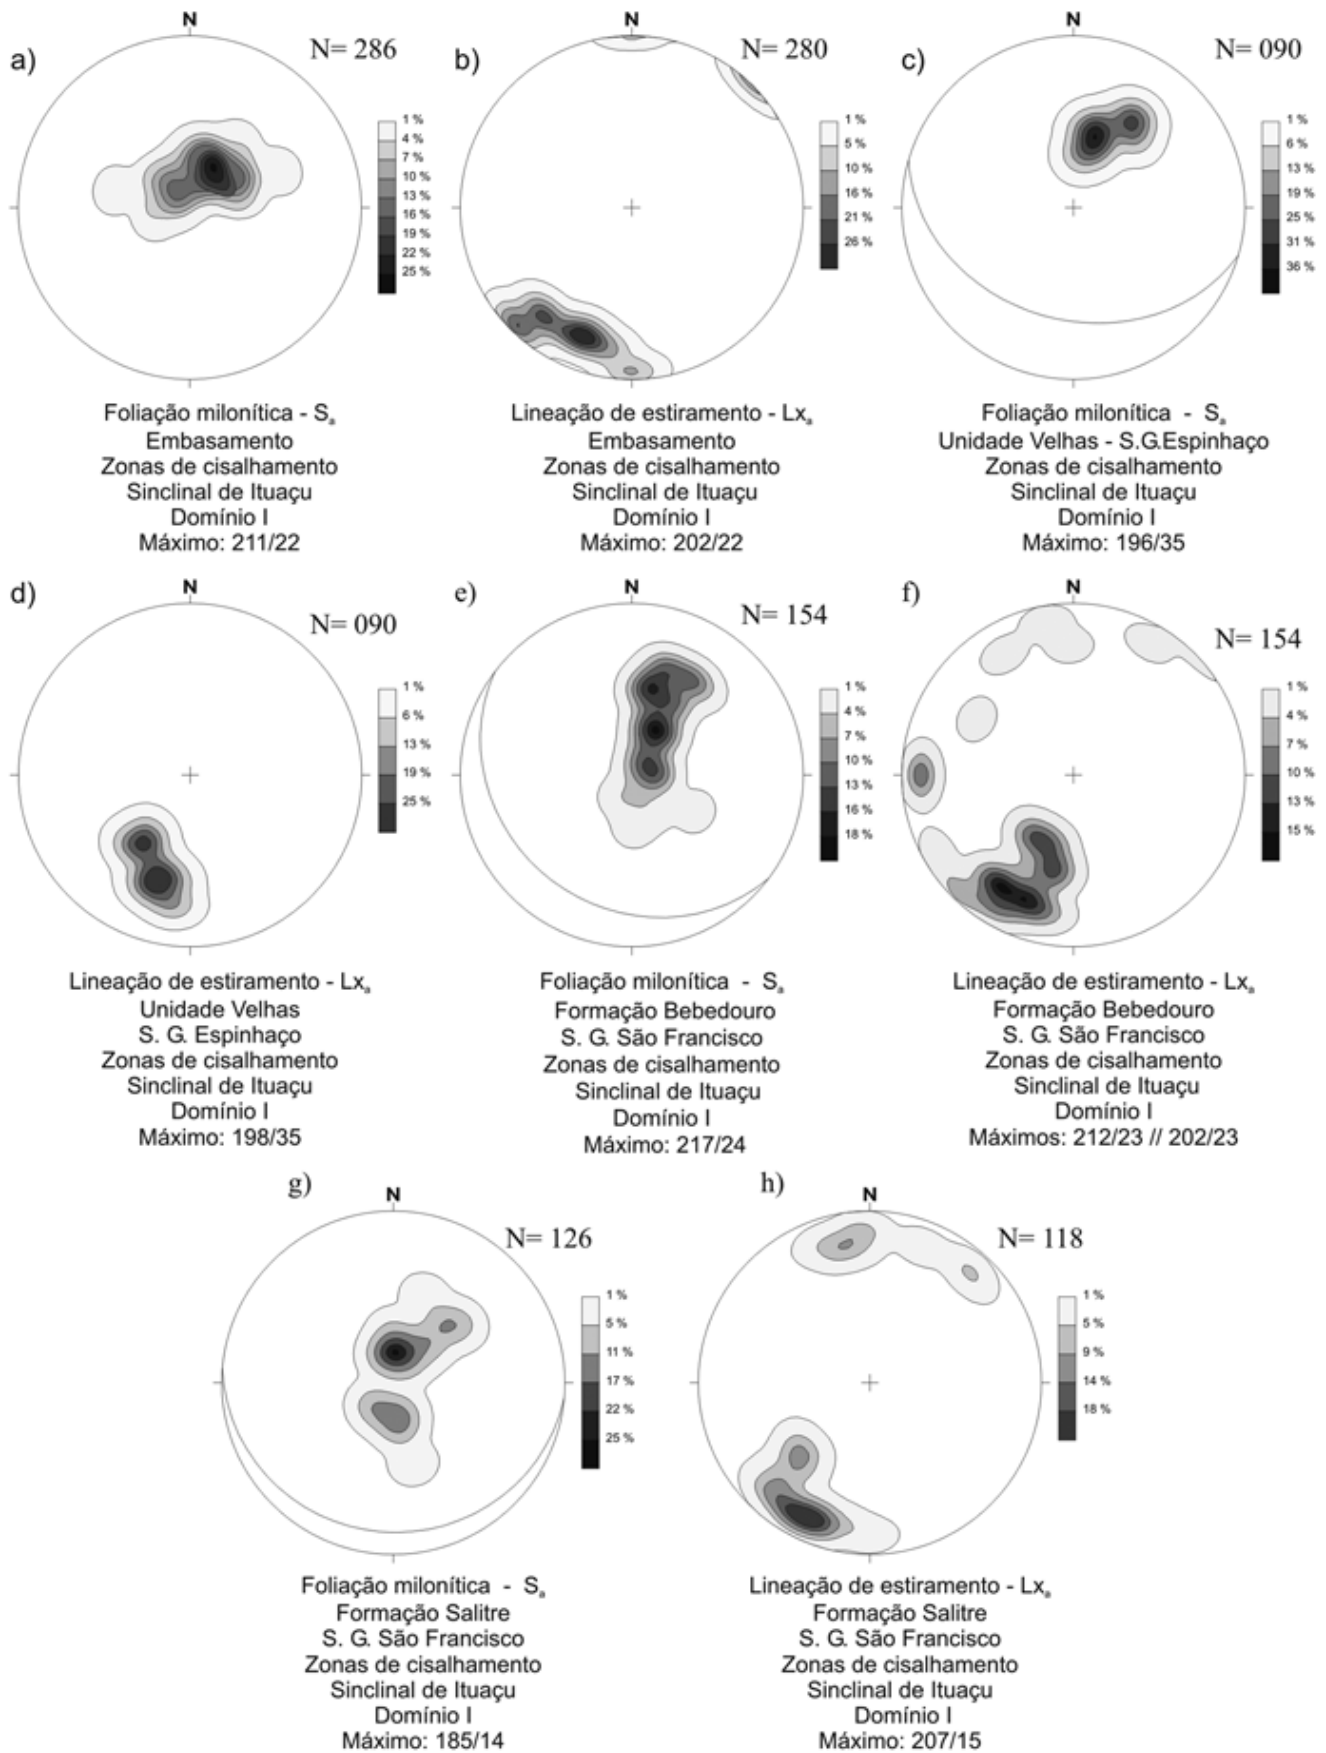 a)
N
N= 286
1 %
4 %
7 %
10 %
13 %
16 %
19 %
22 %
25 %
Foliação milonítica - Sₐ
Embasamento
Zonas de cisalhamento
Sinclinal de Ituaçu
Domínio I
Máximo: 211/22
b)
N
N= 280
1 %
5 %
10 %
16 %
21 %
26 %
Lineação de estiramento - Lxₐ
Embasamento
Zonas de cisalhamento
Sinclinal de Ituaçu
Domínio I
Máximo: 202/22
c)
N
N= 090
1 %
6 %
13 %
19 %
25 %
31 %
36 %
Foliação milonítica - Sₐ
Unidade Velhas - S.G.Espinhaço
Zonas de cisalhamento
Sinclinal de Ituaçu
Domínio I
Máximo: 196/35
d)
N
N= 090
1 %
6 %
13 %
19 %
25 %
Lineação de estiramento - Lxₐ
Unidade Velhas
S. G. Espinhaço
Zonas de cisalhamento
Sinclinal de Ituaçu
Domínio I
Máximo: 198/35
e)
N
N= 154
1 %
4 %
7 %
10 %
13 %
16 %
18 %
Foliação milonítica - Sₐ
Formação Bebedouro
S. G. São Francisco
Zonas de cisalhamento
Sinclinal de Ituaçu
Domínio I
Máximo: 217/24
f)
N
N= 154
1 %
4 %
7 %
10 %
13 %
15 %
Lineação de estiramento - Lxₐ
Formação Bebedouro
S. G. São Francisco
Zonas de cisalhamento
Sinclinal de Ituaçu
Domínio I
Máximos: 212/23 // 202/23
g)
N
N= 126
1 %
5 %
11 %
17 %
22 %
25 %
Foliação milonítica - Sₐ
Formação Salitre
S. G. São Francisco
Zonas de cisalhamento
Sinclinal de Ituaçu
Domínio I
Máximo: 185/14
h)
N
N= 118
1 %
5 %
9 %
14 %
18 %
Lineação de estiramento - Lxₐ
Formação Salitre
S. G. São Francisco
Zonas de cisalhamento
Sinclinal de Ituaçu
Domínio I
Máximo: 207/15